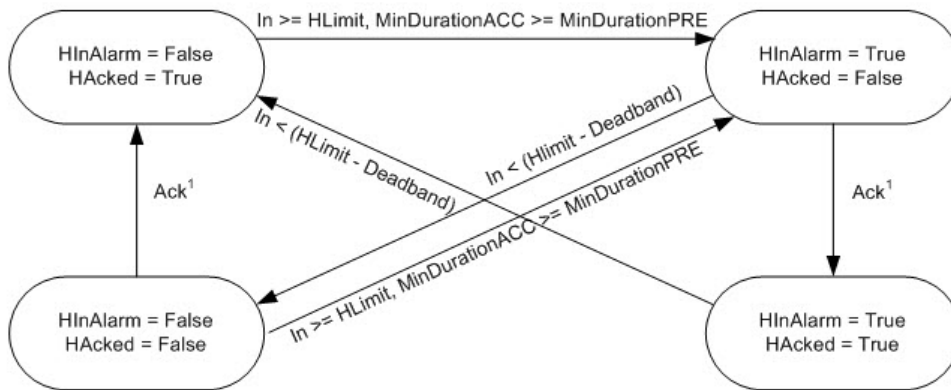 In >= HLimit, MinDurationACC >= MinDurationPRE
HInAlarm = False
HAcked = True
HInAlarm = True
HAcked = False
In < (HLimit - Deadband)
In < (Hlimit - Deadband)
In >= HLimit, MinDurationACC >= MinDurationPRE
Ack¹
Ack¹
HInAlarm = False
HAcked = False
HInAlarm = True
HAcked = True